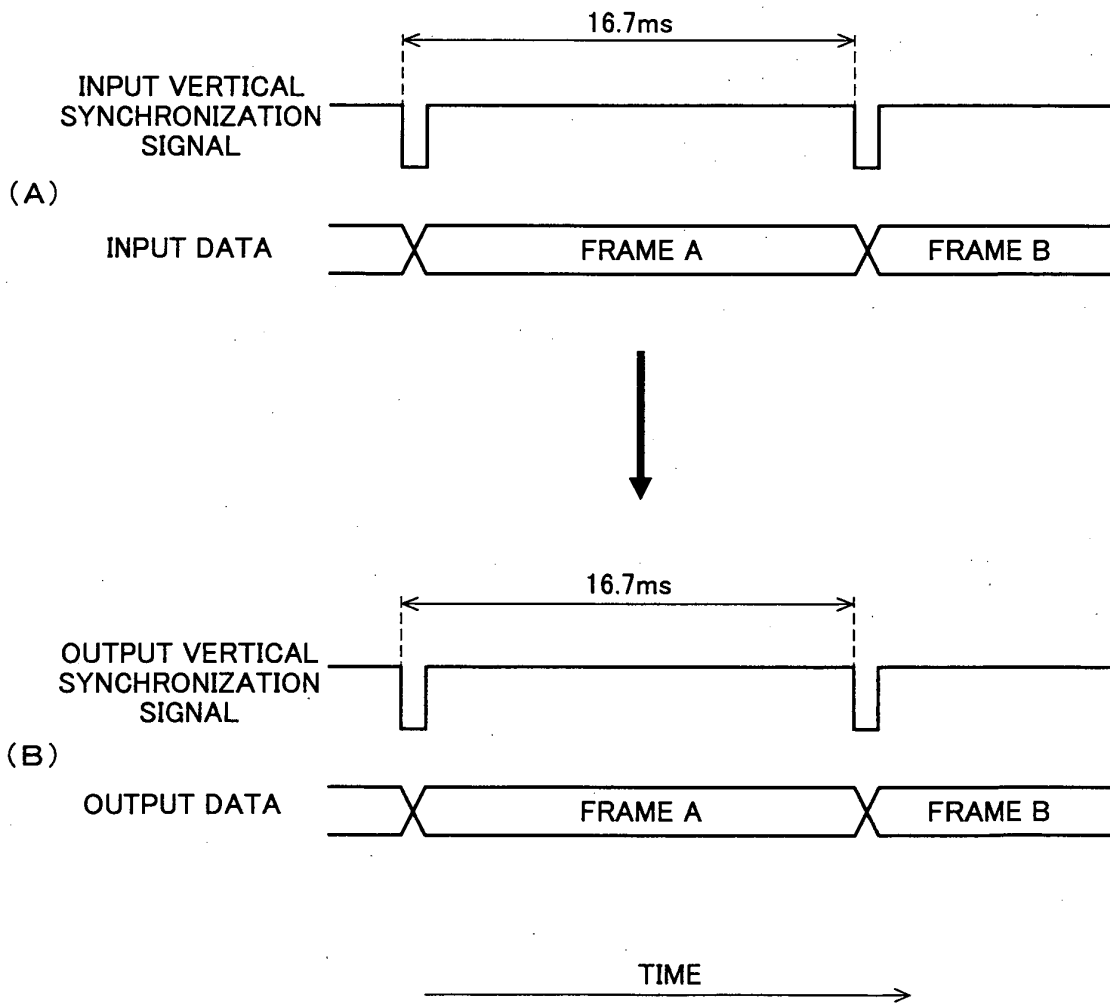 16.7ms
INPUT VERTICAL
SYNCHRONIZATION
SIGNAL
(A)
INPUT DATA
FRAME A
FRAME B
16.7ms
OUTPUT VERTICAL
SYNCHRONIZATION
SIGNAL
(B)
OUTPUT DATA
FRAME A
FRAME B
TIME